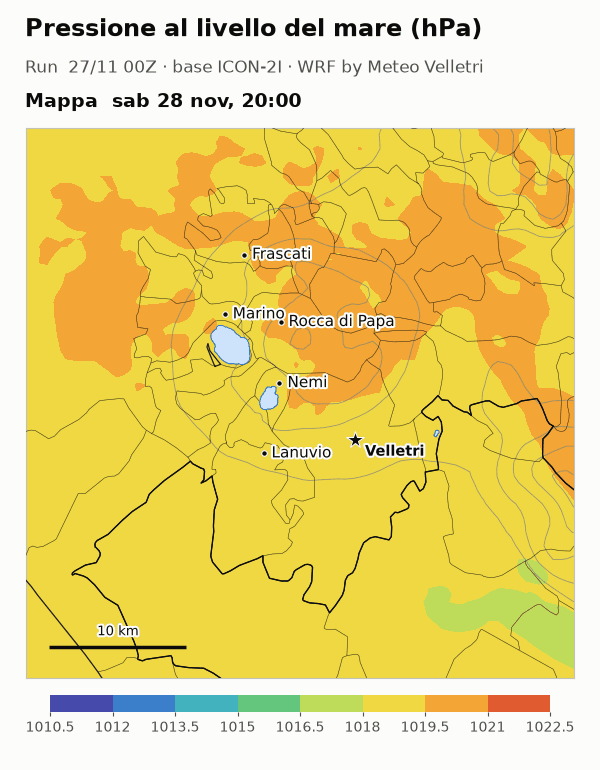 Pressione al livello del mare (hPa)
Run  27/11 00Z · base ICON-2I · WRF by Meteo Velletri
Mappa  sab 28 nov, 20:00
Frascati
Marino
Rocca di Papa
Nemi
Velletri
Lanuvio
10 km
1010.5 1012 1013.5 1015 1016.5 1018 1019.5 1021 1022.5